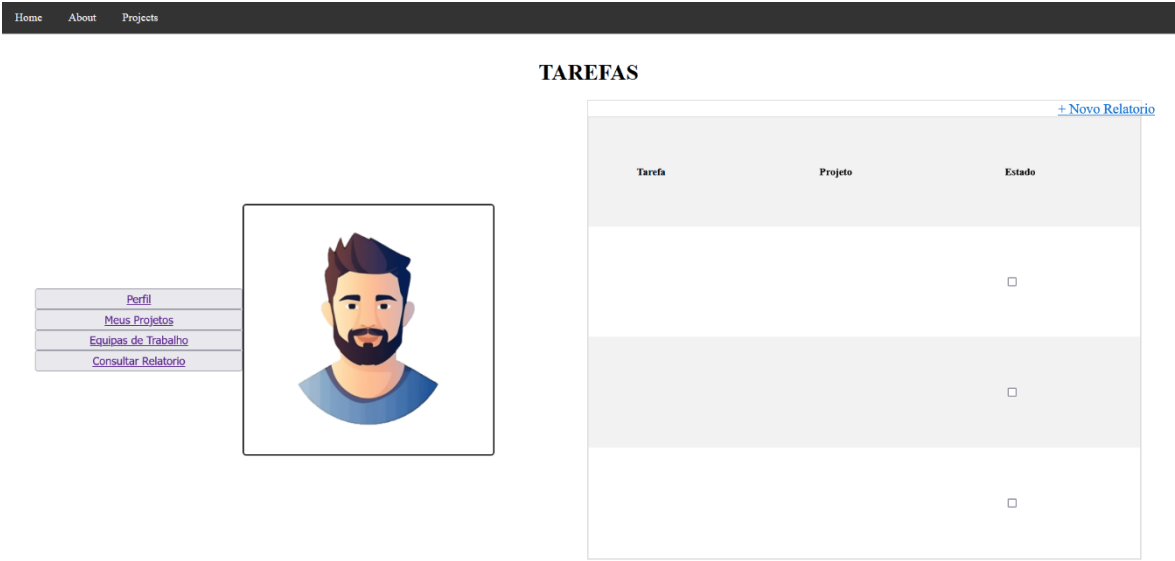 Home About Projects
TAREFAS
+ Novo Relatorio
Tarefa Projeto Estado
Perfil
Meus Projetos
Equipas de Trabalho
Consultar Relatorio